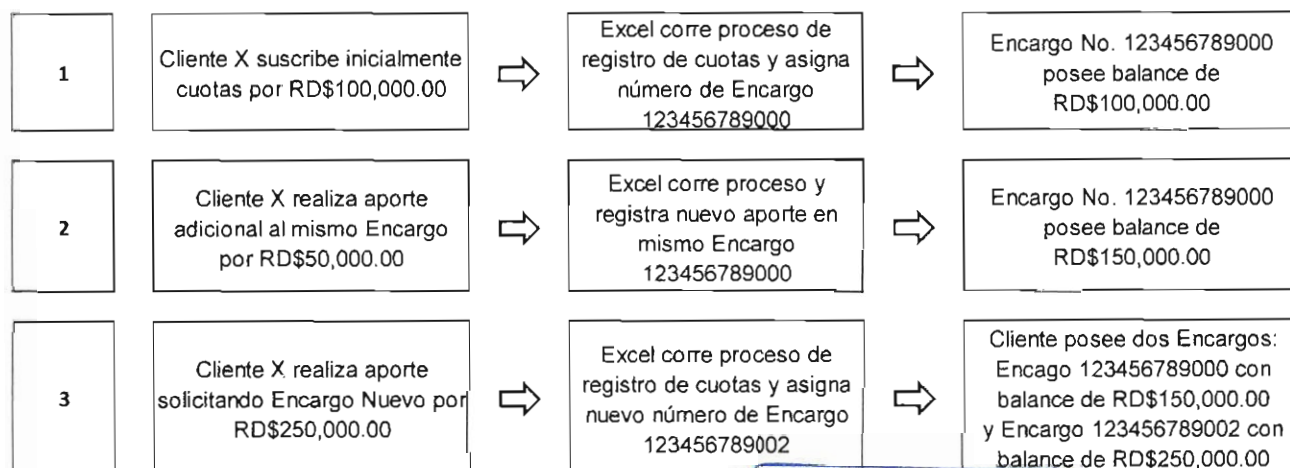 1
Cliente X suscribe inicialmente
cuotas por RD$100,000.00
Excel corre proceso de
registro de cuotas y asigna
número de Encargo
123456789000
Encargo No. 123456789000
posee balance de
RD$100,000.00
2
Cliente X realiza aporte
adicional al mismo Encargo
por RD$50,000.00
Excel corre proceso y
registra nuevo aporte en
mismo Encargo
123456789000
Encargo No. 123456789000
posee balance de
RD$150,000.00
3
Cliente X realiza aporte
solicitando Encargo Nuevo por
RD$250,000.00
Excel corre proceso de
registro de cuotas y asigna
nuevo número de Encargo
123456789002
Cliente posee dos Encargos:
Encago 123456789000 con
balance de RD$150,000.00
y Encargo 123456789002 con
balance de RD$250,000.00